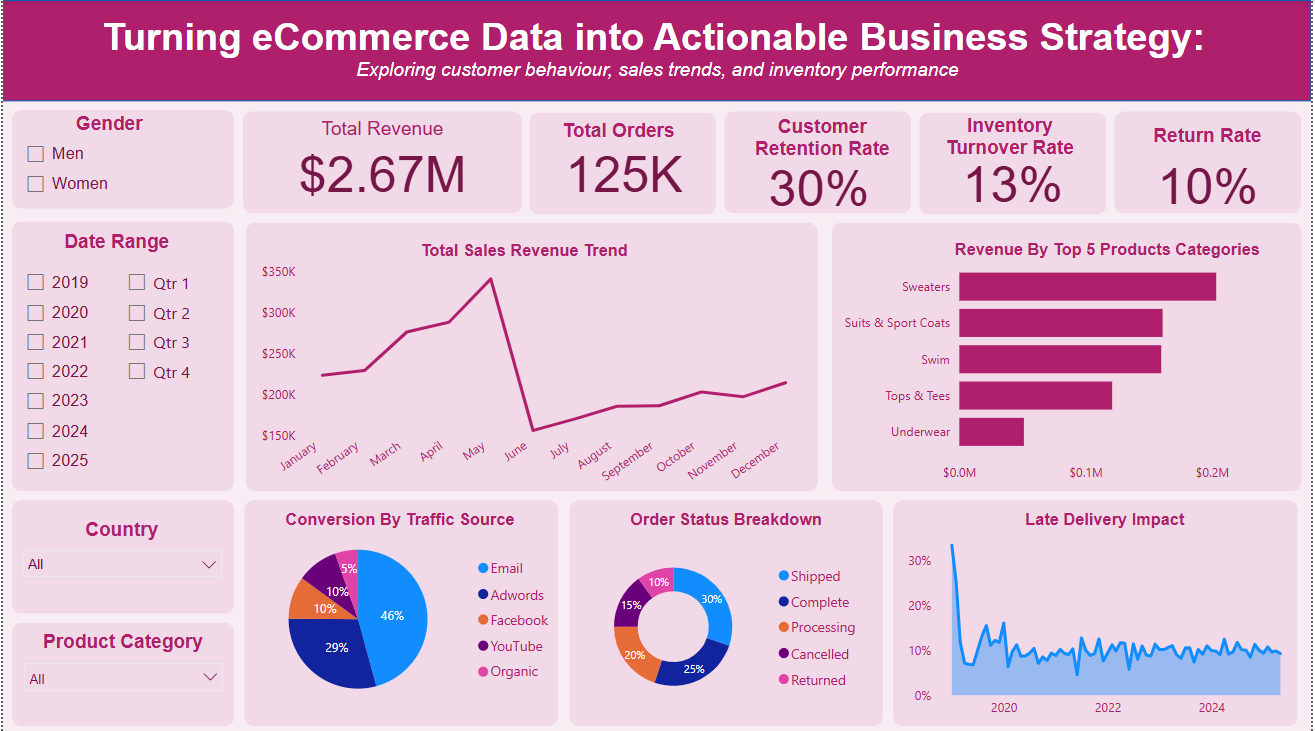 Turning eCommerce Data into Actionable Business Strategy:
Exploring customer behaviour, sales trends, and inventory performance
Gender
Men
Women
Total Revenue
$2.67M
Total Orders
125K
Customer
Retention Rate
30%
Inventory
Turnover Rate
13%
Return Rate
10%
Date Range
2019
2020
2021
2022
2023
2024
2025
Qtr 1
Qtr 2
Qtr 3
Qtr 4
Total Sales Revenue Trend
$350K
$300K
$250K
$200K
$150K
January
February
March
April
May
June
July
August
September
October
November
December
Revenue By Top 5 Products Categories
Sweaters
Suits & Sport Coats
Swim
Tops & Tees
Underwear
$0.0M
$0.1M
$0.2M
Country
All
Product Category
All
Conversion By Traffic Source
5%
10%
10%
46%
29%
Email
Adwords
Facebook
YouTube
Organic
Order Status Breakdown
10%
30%
15%
20%
25%
Shipped
Complete
Processing
Cancelled
Returned
Late Delivery Impact
30%
20%
10%
0%
2020
2022
2024